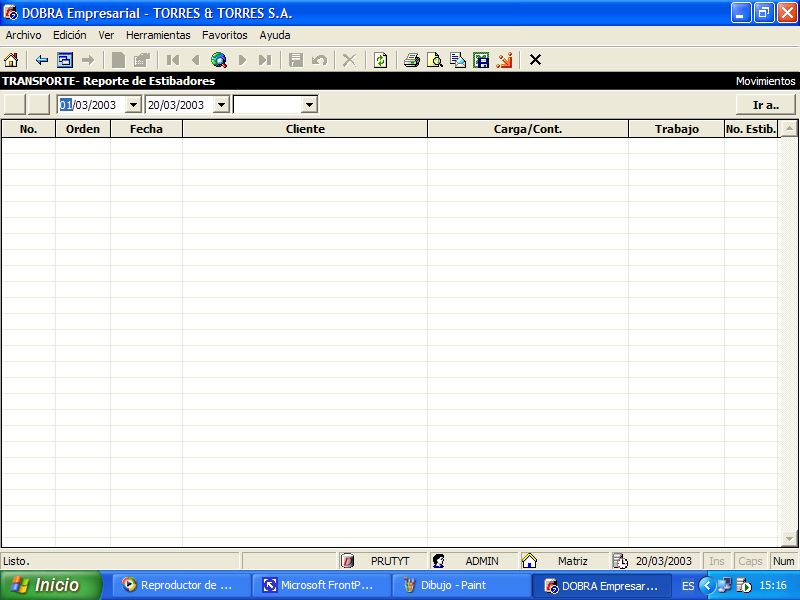 DOBRA Empresarial - TORRES & TORRES S.A.
Archivo Edición Ver Herramientas Favoritos Ayuda
TRANSPORTE- Reporte de Estibadores Movimientos
01/03/2003 20/03/2003 Ir a..
No. Orden Fecha Cliente Carga/Cont. Trabajo No. Estib.
Listo. PRUTYT ADMIN Matriz 20/03/2003 Ins Caps Num
Inicio Reproductor de ... Microsoft FrontP... Dibujo - Paint DOBRA Empresar... ES 15:16